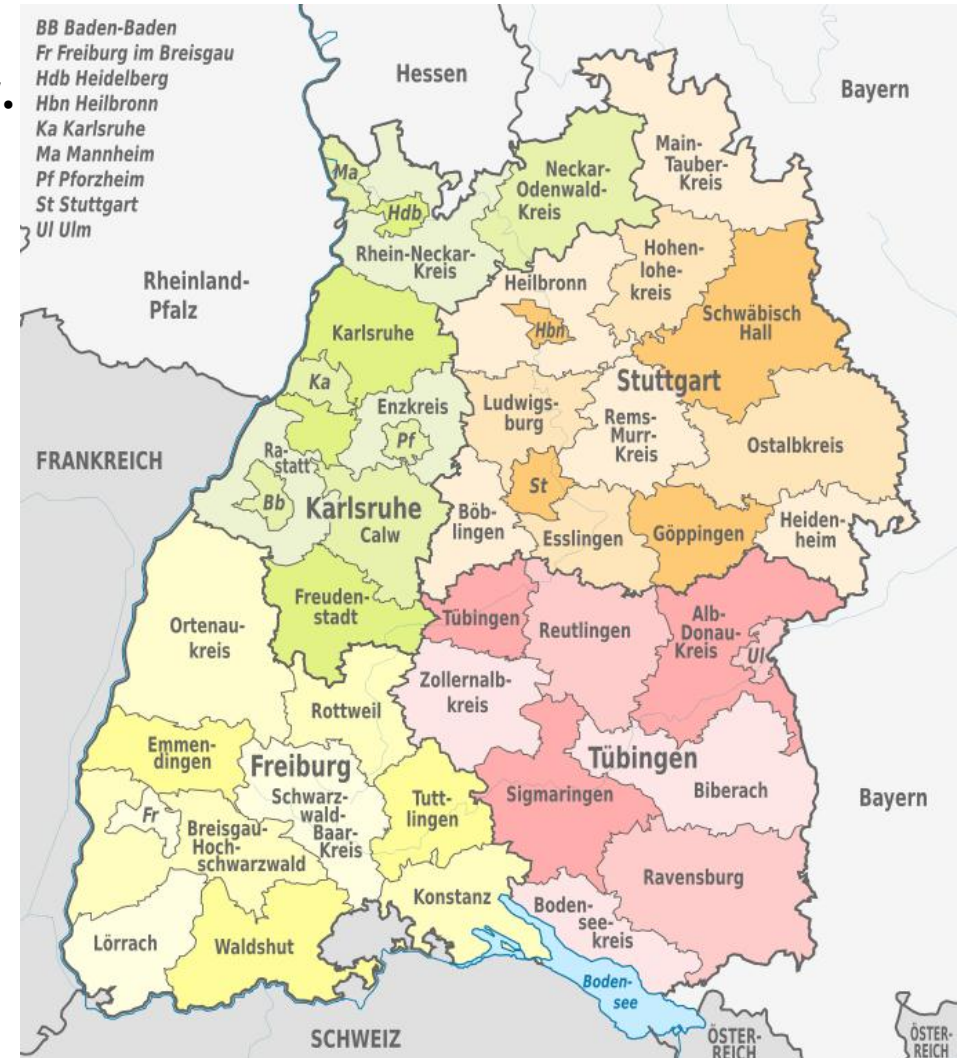 BB Baden-Baden
Fr Freiburg im Breisgau
Hdb Heidelberg
Hbn Heilbronn
Ka Karlsruhe
Ma Mannheim
Pf Pforzheim
St Stuttgart
Ul Ulm
Hessen
Bayern
Main-
Tauber-
Kreis
Ma
Neckar-
Odenwald-
Kreis
Hdb
Rhein-Neckar-
Kreis
Hohen-
lohe-
kreis
Heilbronn
Rheinland-
Pfalz
Hbn
Schwäbisch
Hall
Karlsruhe
Ka
Stuttgart
Enzkreis
Ludwigs-
burg
Rems-
Murr-
Kreis
Pf
Ostalbkreis
FRANKREICH
Ra-
statt
Bb
St
Karlsruhe
Calw
Böb-
lingen
Esslingen
Göppingen
Heiden-
heim
Freuden-
stadt
Ortenau-
kreis
Tübingen
Reutlingen
Alb-
Donau-
Kreis
Ul
Zollernalb-
kreis
Rottweil
Emmen-
dingen
Freiburg
Tübingen
Schwarz-
wald-
Baar-
Kreis
Tutt-
lingen
Sigmaringen
Biberach
Bayern
Fr
Breisgau-
Hoch-
schwarzwald
Konstanz
Ravensburg
Boden-
see-
kreis
Lörrach
Waldshut
Boden-
see
SCHWEIZ
ÖSTER-
REICH
ÖSTER-
REICH